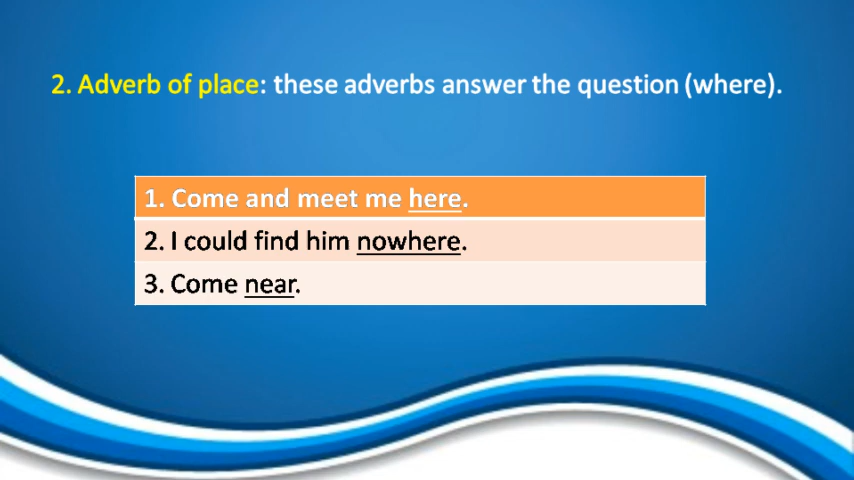 2. Adverb of place: these adverbs answer the question (where).
1. Come and meet me here.
2. I could find him nowhere.
3. Come near.